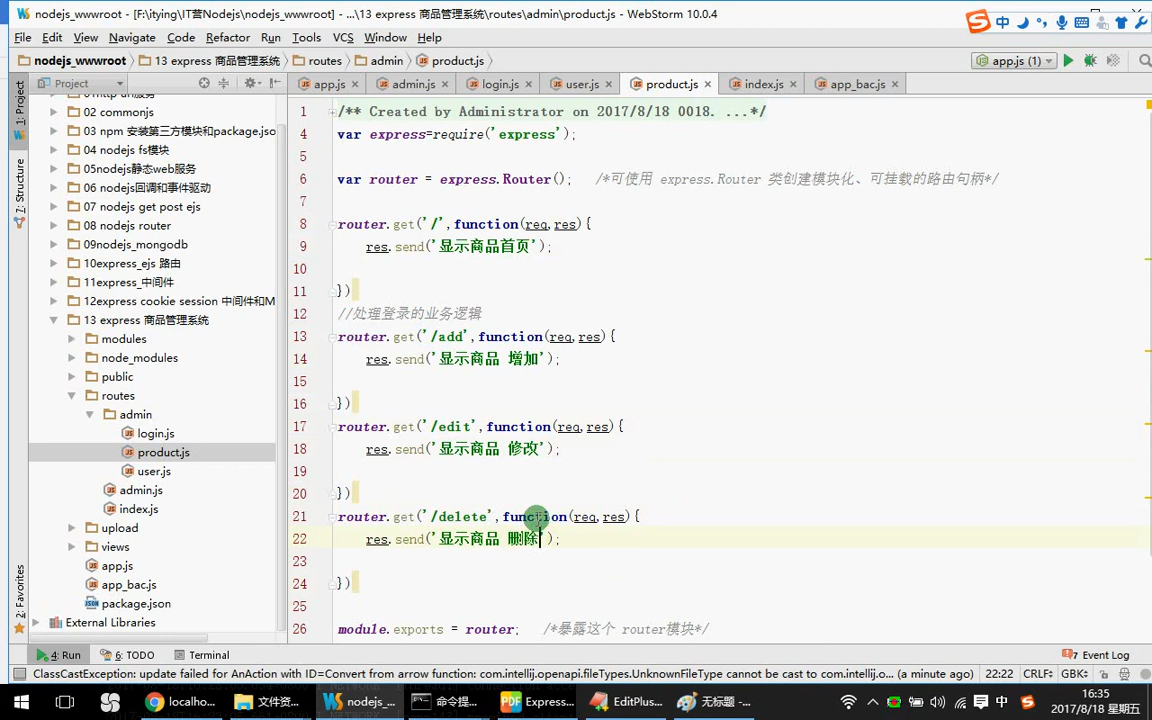 nodejs_wwwroot - [F:\itying\IT营Nodejs\nodejs_wwwroot] - ...\13 express 商品管理系统\routes\admin\product.js - WebStorm 10.0.4
中
File Edit View Navigate Code Refactor Run Tools VCS Window Help
nodejs_wwwroot 13 express 商品管理系统 routes admin product.js app.js (1)
Project app.js admin.js login.js user.js product.js index.js app_bac.js
1: Project
7: Structure
2: Favorites
02 commonjs
03 npm 安装第三方模块和package.jso
04 nodejs fs模块
05nodejs静态web服务
06 nodejs回调和事件驱动
07 nodejs get post ejs
08 nodejs router
09nodejs_mongodb
10express_ejs 路由
11express_中间件
12express cookie session 中间件和M
13 express 商品管理系统
modules
node_modules
public
routes
admin
login.js
product.js
user.js
admin.js
index.js
upload
views
app.js
app_bac.js
package.json
External Libraries
1 /** Created by Administrator on 2017/8/18 0018. ...*/
4 var express=require('express');
5
6 var router = express.Router(); /*可使用 express.Router 类创建模块化、可挂载的路由句柄*/
7
8 router.get('/',function(req,res){
9 res.send('显示商品首页');
10
11 })
12 //处理登录的业务逻辑
13 router.get('/add',function(req,res){
14 res.send('显示商品 增加');
15
16 })
17 router.get('/edit',function(req,res){
18 res.send('显示商品 修改');
19
20 })
21 router.get('/delete',function(req,res){
22 res.send('显示商品 删除');
23
24 })
25
26 module.exports = router; /*暴露这个 router模块*/
4: Run 6: TODO Terminal 7 Event Log
ClassCastException: update failed for AnAction with ID=Convert from arrow function: com.intellij.openapi.fileTypes.UnknownFileType cannot be cast to com.intellij.o... (a minute ago) 22:22 CRLF÷ GBK÷
localho... 文件资... nodejs_... 命令提... Express... EditPlus... 无标题 -... 中 16:35
2017/8/18 星期五